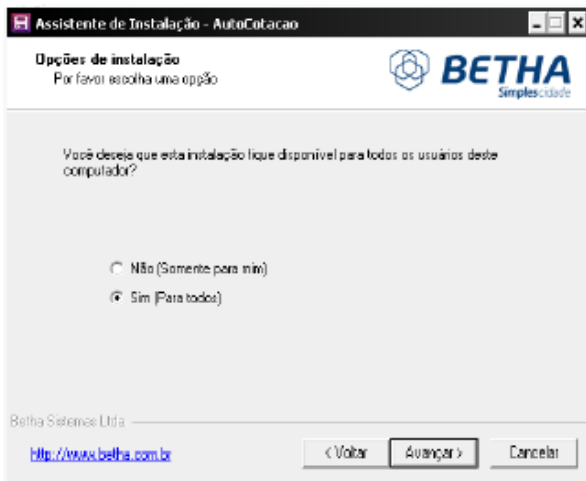 Assistente de Instalação - AutoCotacao
Opções de instalação
Por favor escolha uma opção
BETHA
Simplescidade
Você deseja que esta instalação fique disponível para todos os usuários deste
computador?
Não (Somente para mim)
Sim (Para todos)
Betha Sistemas Ltda
http://www.betha.com.br
< Voltar
Avançar >
Cancelar